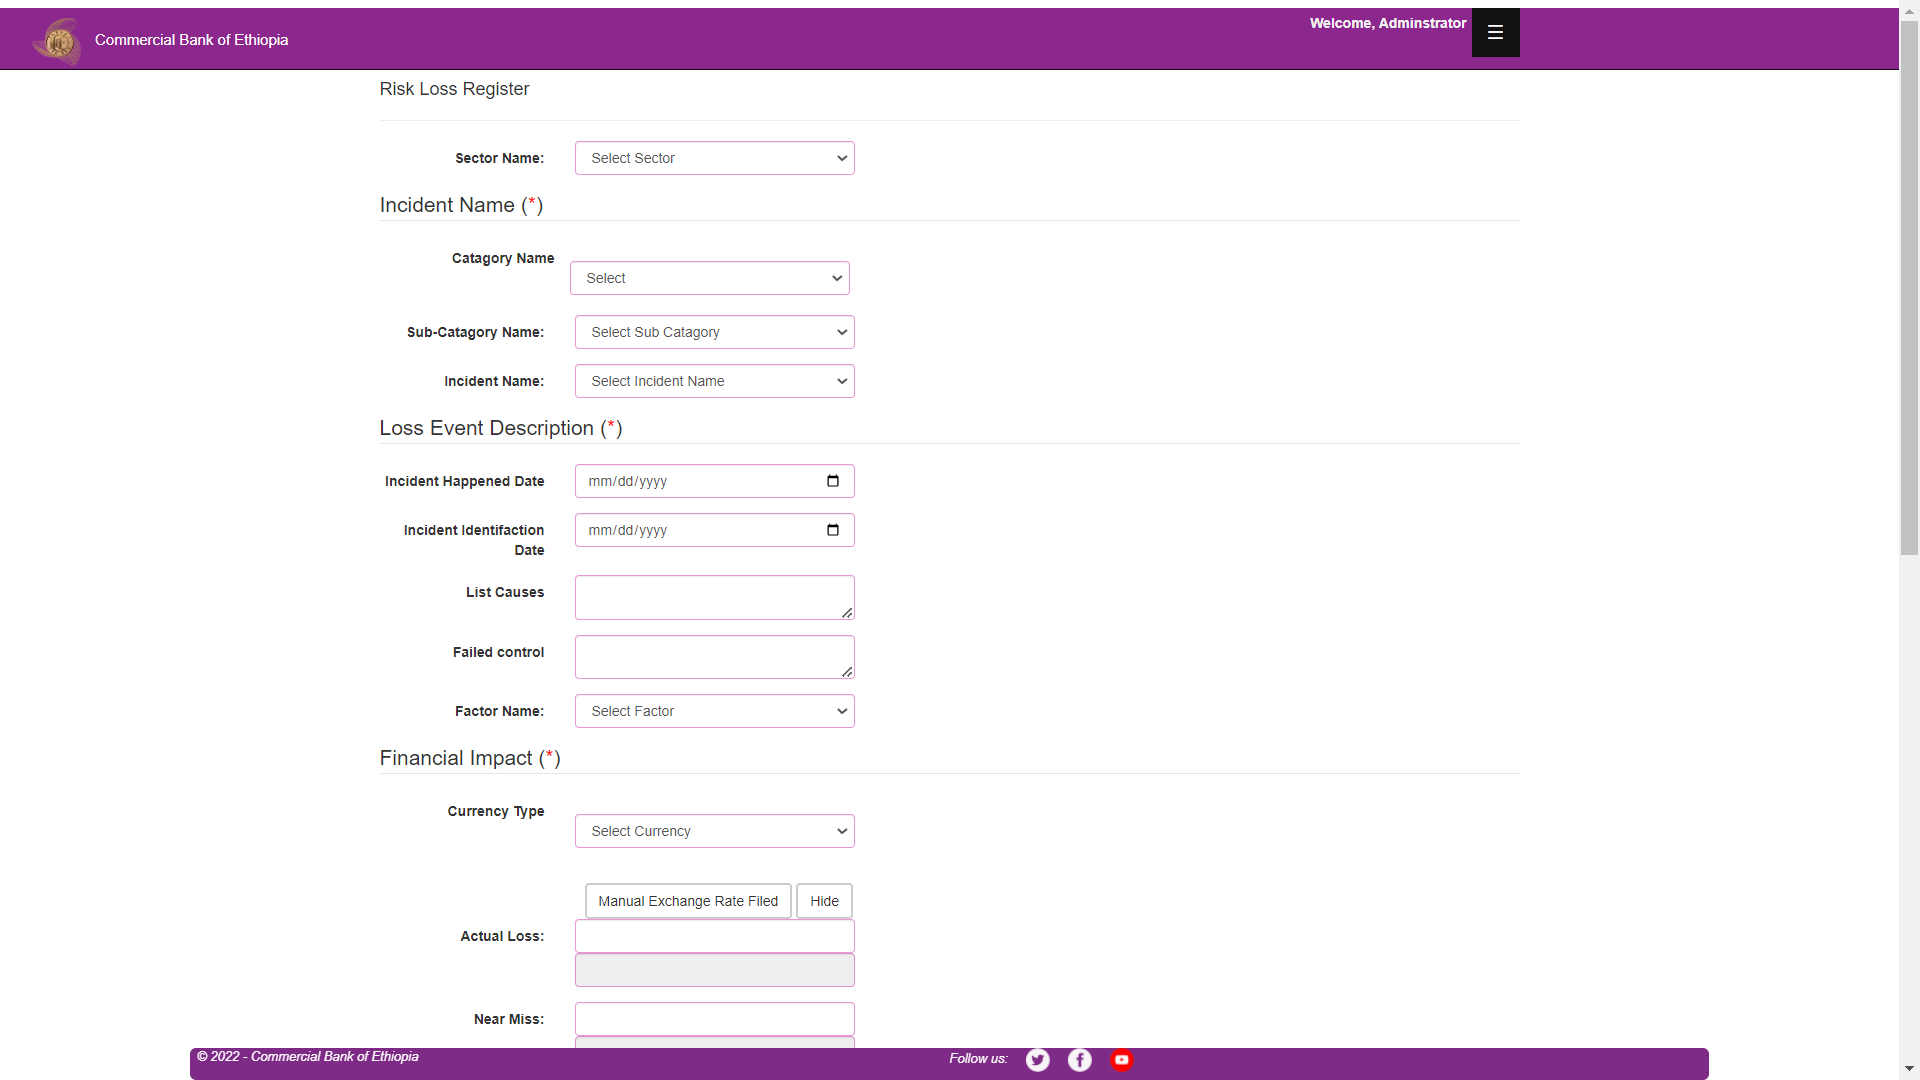 Commercial Bank of Ethiopia
Welcome, Adminstrator
Risk Loss Register
Sector Name:
Select Sector
Incident Name (*)
Catagory Name
Select
Sub-Catagory Name:
Select Sub Catagory
Incident Name:
Select Incident Name
Loss Event Description (*)
Incident Happened Date
mm/dd/yyyy
Incident Identifaction
Date
mm/dd/yyyy
List Causes
Failed control
Factor Name:
Select Factor
Financial Impact (*)
Currency Type
Select Currency
Manual Exchange Rate Filed
Hide
Actual Loss:
Near Miss:
© 2022 - Commercial Bank of Ethiopia
Follow us: